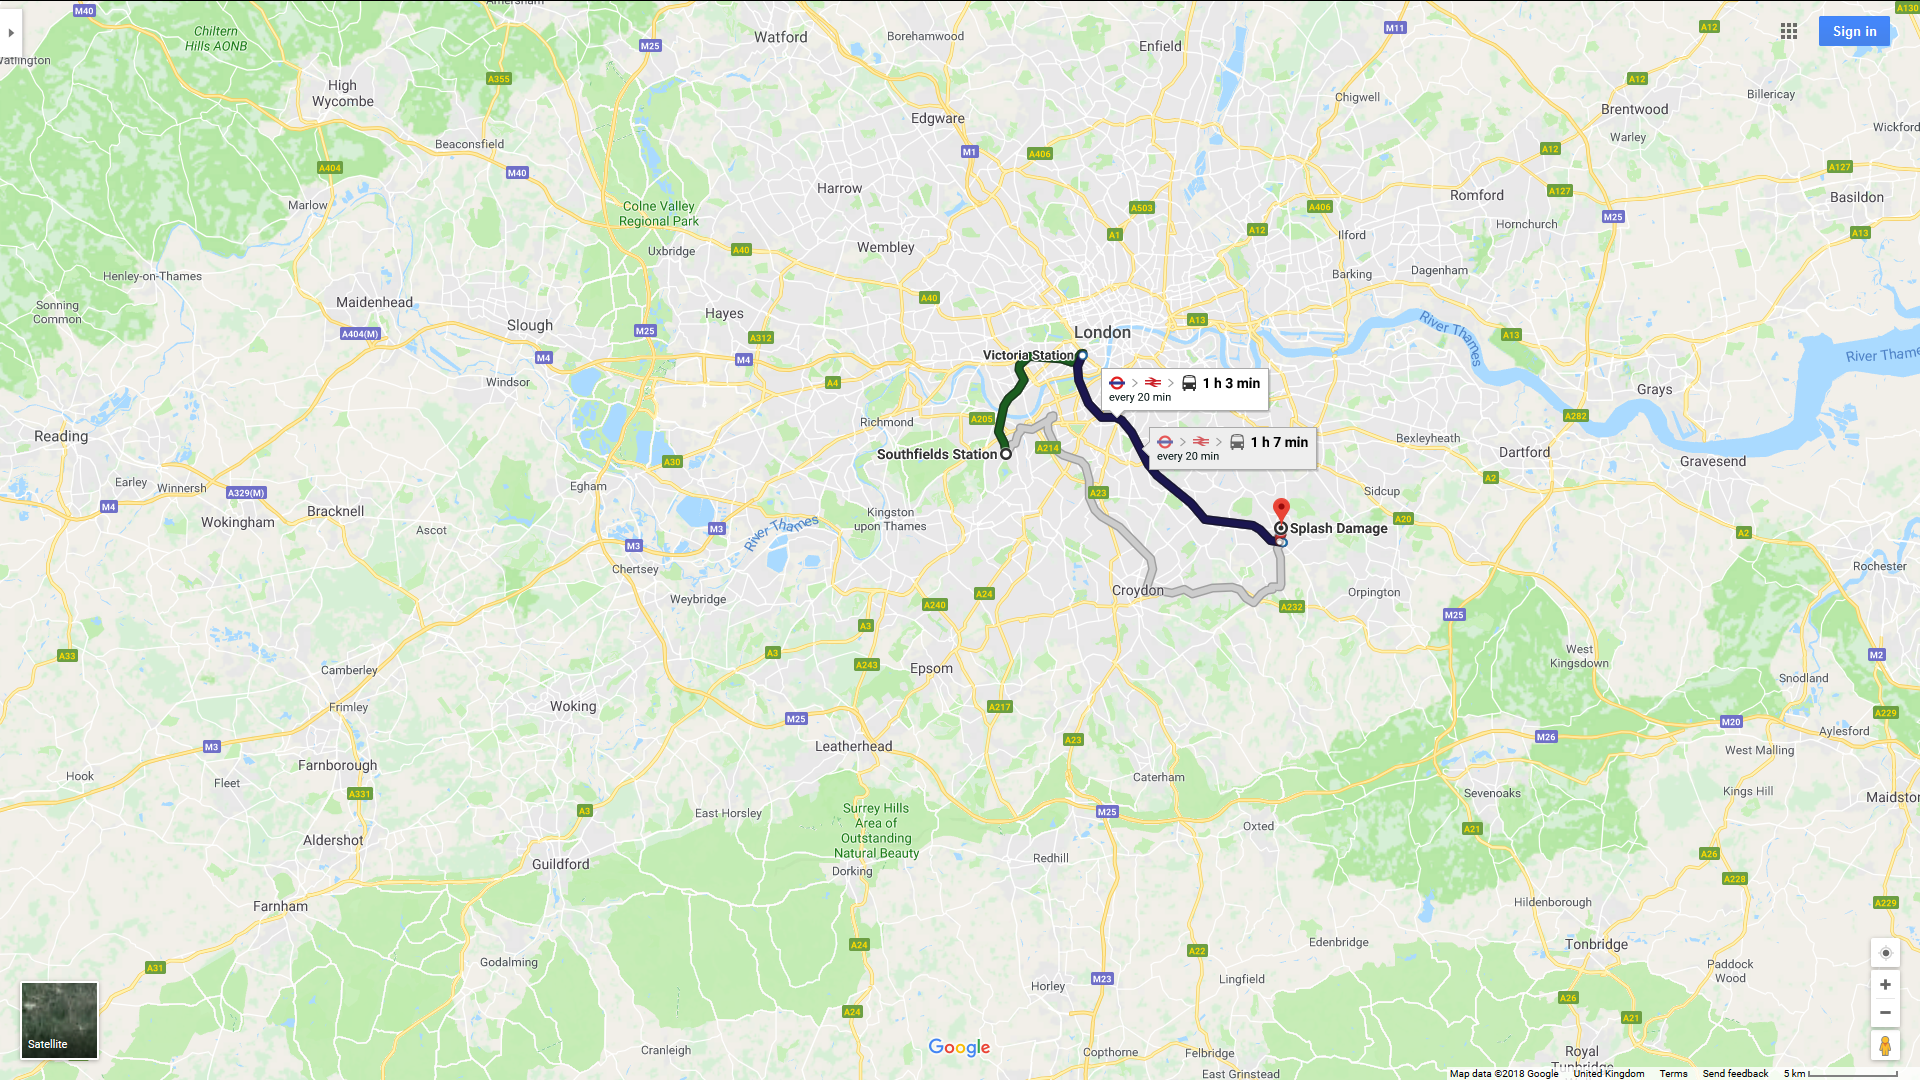 M40
Amersham
Chiltern
Hills AONB
M25
Watford
Borehamwood
Enfield
M11
A12
A130
Sign in
Watlington
High
Wycombe
A355
A12
Chigwell
Brentwood
Billericay
Edgware
Warley
Wickford
Beaconsfield
M40
A404
M1
A406
A12
A127
A127
Harrow
Romford
Basildon
Marlow
Colne Valley
Regional Park
A503
A406
M25
Hornchurch
A12
A1
Ilford
A13
Uxbridge
A40
Wembley
Henley-on-Thames
Barking
Dagenham
Sonning
Common
Maidenhead
A40
Hayes
Slough
M25
A404(M)
A312
London
A13
River Thames
A13
M4
M4
Victoria Station
River Thames
Windsor
A4
1 h 3 min
every 20 min
Grays
A205
A282
Richmond
Reading
A214
1 h 7 min
every 20 min
Bexleyheath
Dartford
Southfields Station
Gravesend
A30
Earley
Winnersh
A329(M)
Egham
A23
Sidcup
A2
M4
Bracknell
Wokingham
Ascot
Kingston
upon Thames
M3
River Thames
A20
Splash Damage
A2
M3
Chertsey
Rochester
Croydon
Orpington
Weybridge
A24
A240
A232
M25
A3
A33
A3
A243
Epsom
West
Kingsdown
M2
Camberley
Snodland
Frimley
Woking
M25
A217
A229
M20
M3
Leatherhead
A23
M26
West Malling
Aylesford
Hook
Fleet
Farnborough
Caterham
A331
A3
East Horsley
Surrey Hills
Area of
Outstanding
Natural Beauty
M25
Sevenoaks
Kings Hill
Maidstone
Aldershot
Oxted
A21
Guildford
Redhill
Dorking
A26
A228
Farnham
Hildenborough
A229
A24
A22
Edenbridge
Tonbridge
Godalming
A31
Horley
M23
Lingfield
Paddock
Wood
A26
A24
A21
Satellite
Cranleigh
Google
Copthorne
Felbridge
East Grinstead
Royal
Tunbridge
Map data ©2018 Google United Kingdom Terms Send feedback 5 km